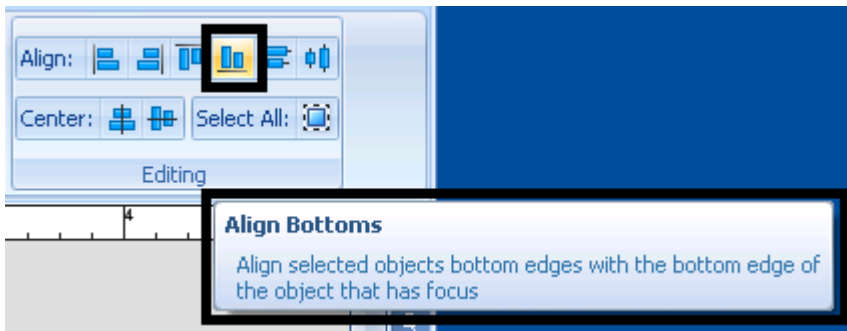 Align:
Center:
Select All:
Editing
4
Align Bottoms
Align selected objects bottom edges with the bottom edge of
the object that has focus